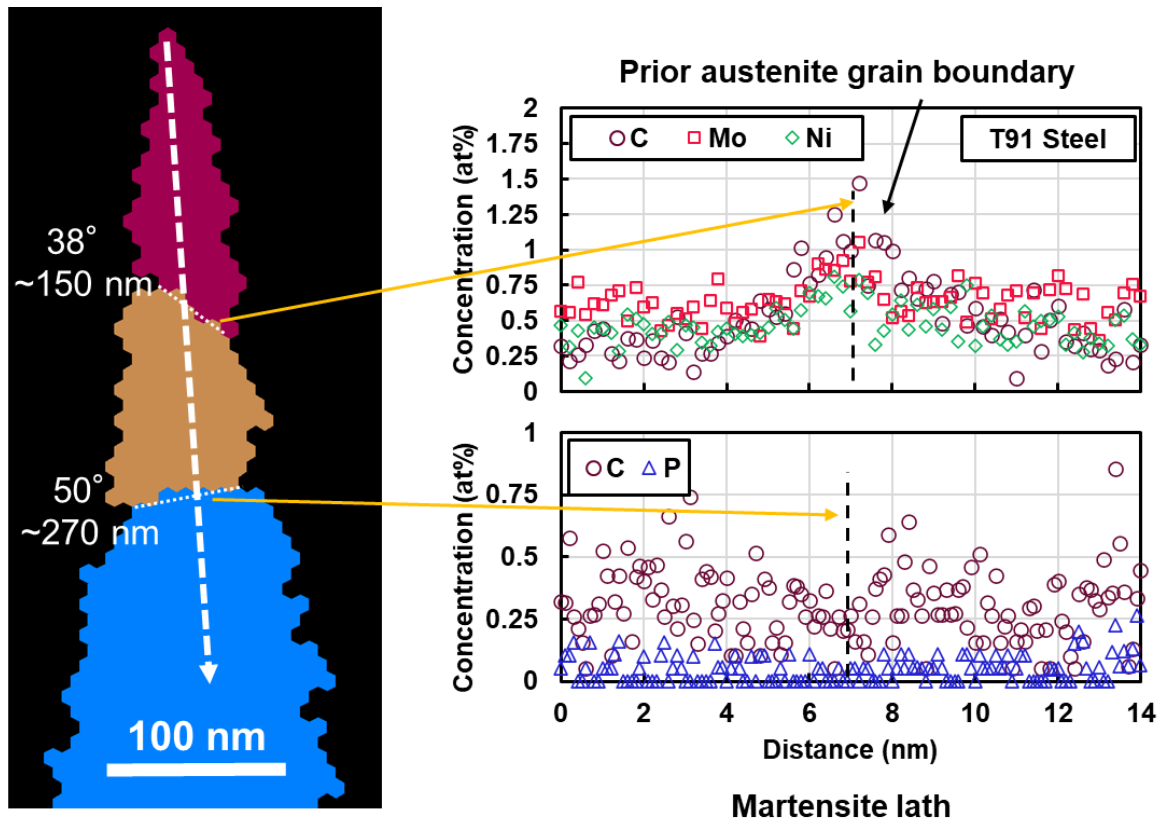 38°
~150 nm
50°
~270 nm
100 nm
Prior austenite grain boundary
C Mo Ni
T91 Steel
Concentration (at%)
2
1.75
1.5
1.25
1
0.75
0.5
0.25
0
C P
Concentration (at%)
1
0.75
0.5
0.25
0
0 2 4 6 8 10 12 14
Distance (nm)
Martensite lath